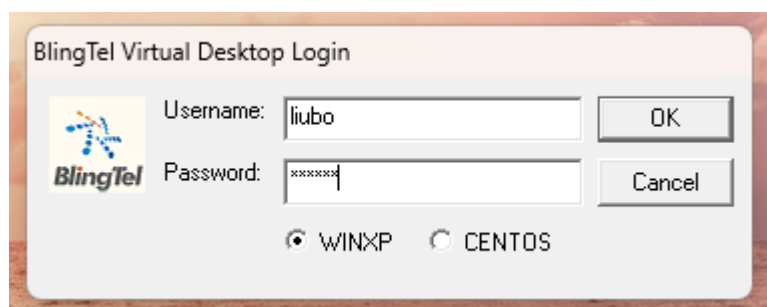 BlingTel Virtual Desktop Login
Username: liubo OK
BlingTel Password: ****** Cancel
WINXP CENTOS